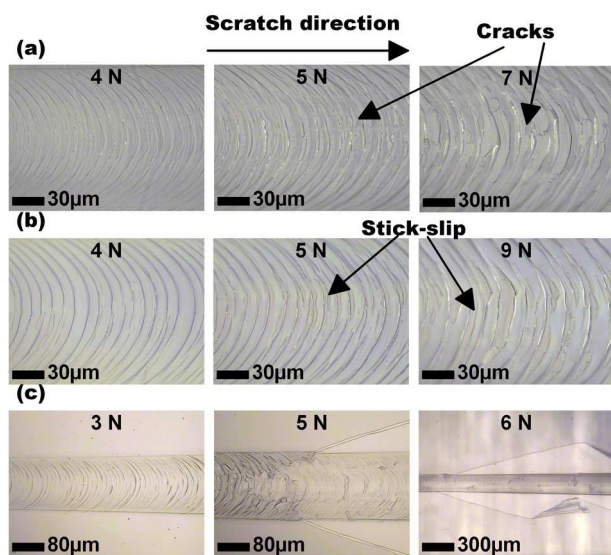 Scratch direction
(a)
Cracks
4 N
5 N
7 N
30µm
30µm
30µm
(b)
Stick-slip
4 N
5 N
9 N
30µm
30µm
30µm
(c)
3 N
5 N
6 N
80µm
80µm
300µm